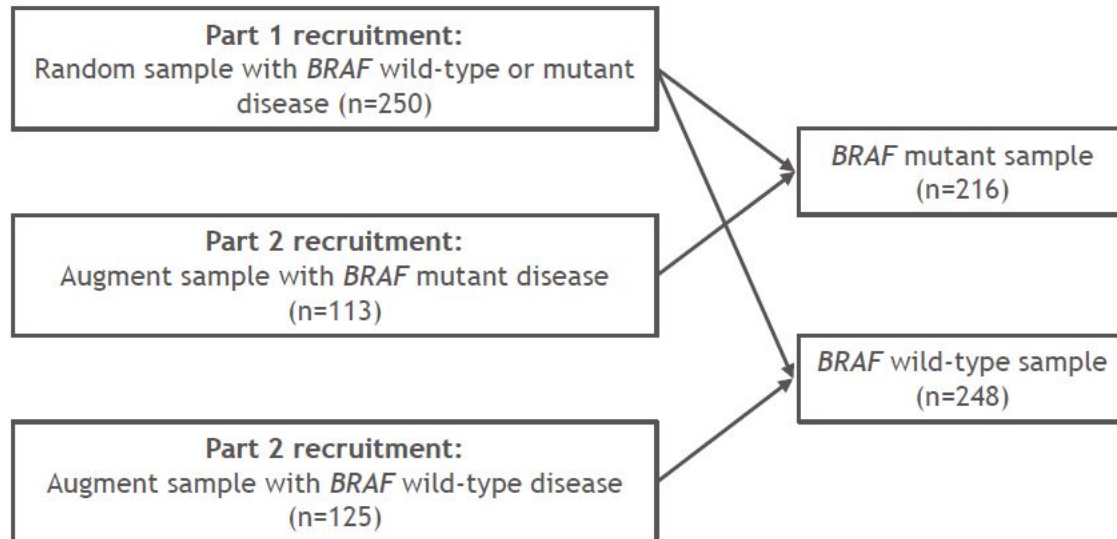 Part 1 recruitment:
Random sample with BRAF wild-type or mutant
disease (n=250)
BRAF mutant sample
(n=216)
Part 2 recruitment:
Augment sample with BRAF mutant disease
(n=113)
BRAF wild-type sample
(n=248)
Part 2 recruitment:
Augment sample with BRAF wild-type disease
(n=125)